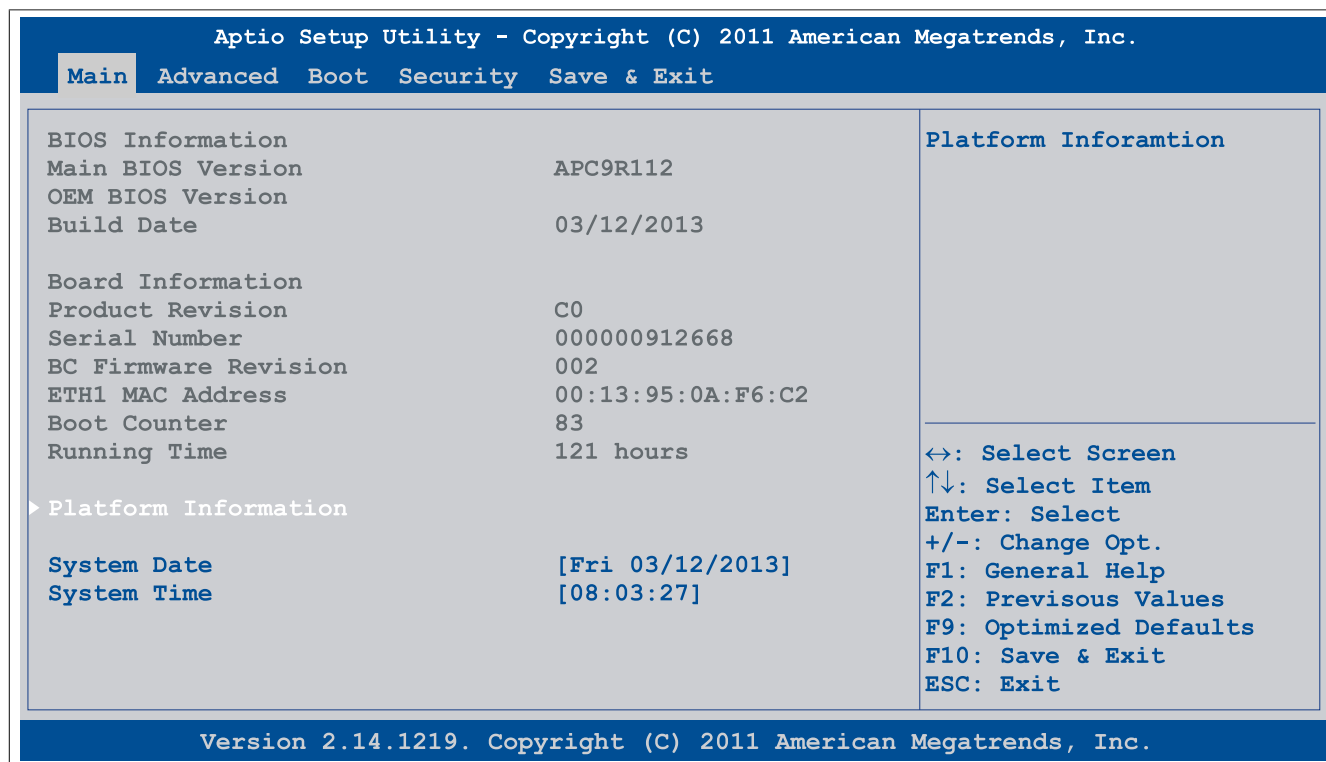 Aptio Setup Utility - Copyright (C) 2011 American Megatrends, Inc.
Main Advanced Boot Security Save & Exit
BIOS Information
Main BIOS Version APC9R112
OEM BIOS Version
Build Date 03/12/2013
Board Information
Product Revision C0
Serial Number 000000912668
BC Firmware Revision 002
ETH1 MAC Address 00:13:95:0A:F6:C2
Boot Counter 83
Running Time 121 hours
Platform Information
System Date [Fri 03/12/2013]
System Time [08:03:27]
Platform Inforamtion
↔: Select Screen
↑↓: Select Item
Enter: Select
+/-: Change Opt.
F1: General Help
F2: Previsous Values
F9: Optimized Defaults
F10: Save & Exit
ESC: Exit
Version 2.14.1219. Copyright (C) 2011 American Megatrends, Inc.